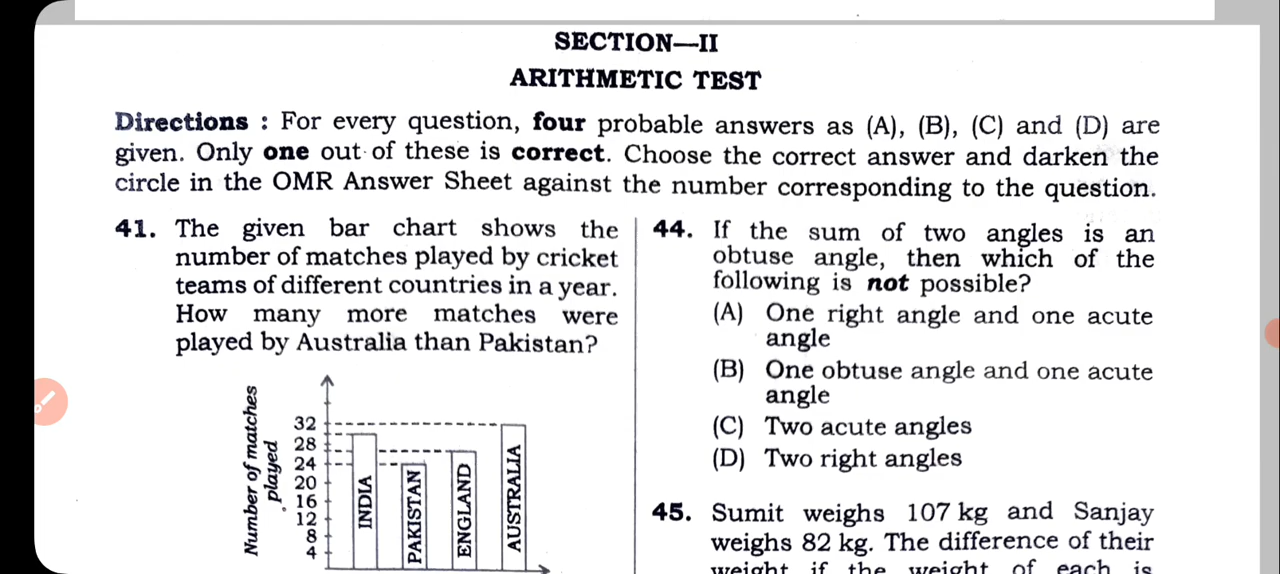 SECTION—II
ARITHMETIC TEST
Directions : For every question, four probable answers as (A), (B), (C) and (D) are
given. Only one out of these is correct. Choose the correct answer and darken the
circle in the OMR Answer Sheet against the number corresponding to the question.
41. The given bar chart shows the
number of matches played by cricket
teams of different countries in a year.
How many more matches were
played by Australia than Pakistan?
Number of matches
played
32
28
24
20
16
12
8
4
INDIA
PAKISTAN
ENGLAND
AUSTRALIA
44. If the sum of two angles is an
obtuse angle, then which of the
following is not possible?
(A) One right angle and one acute
angle
(B) One obtuse angle and one acute
angle
(C) Two acute angles
(D) Two right angles
45. Sumit weighs 107 kg and Sanjay
weighs 82 kg. The difference of their
weight if the weight of each is